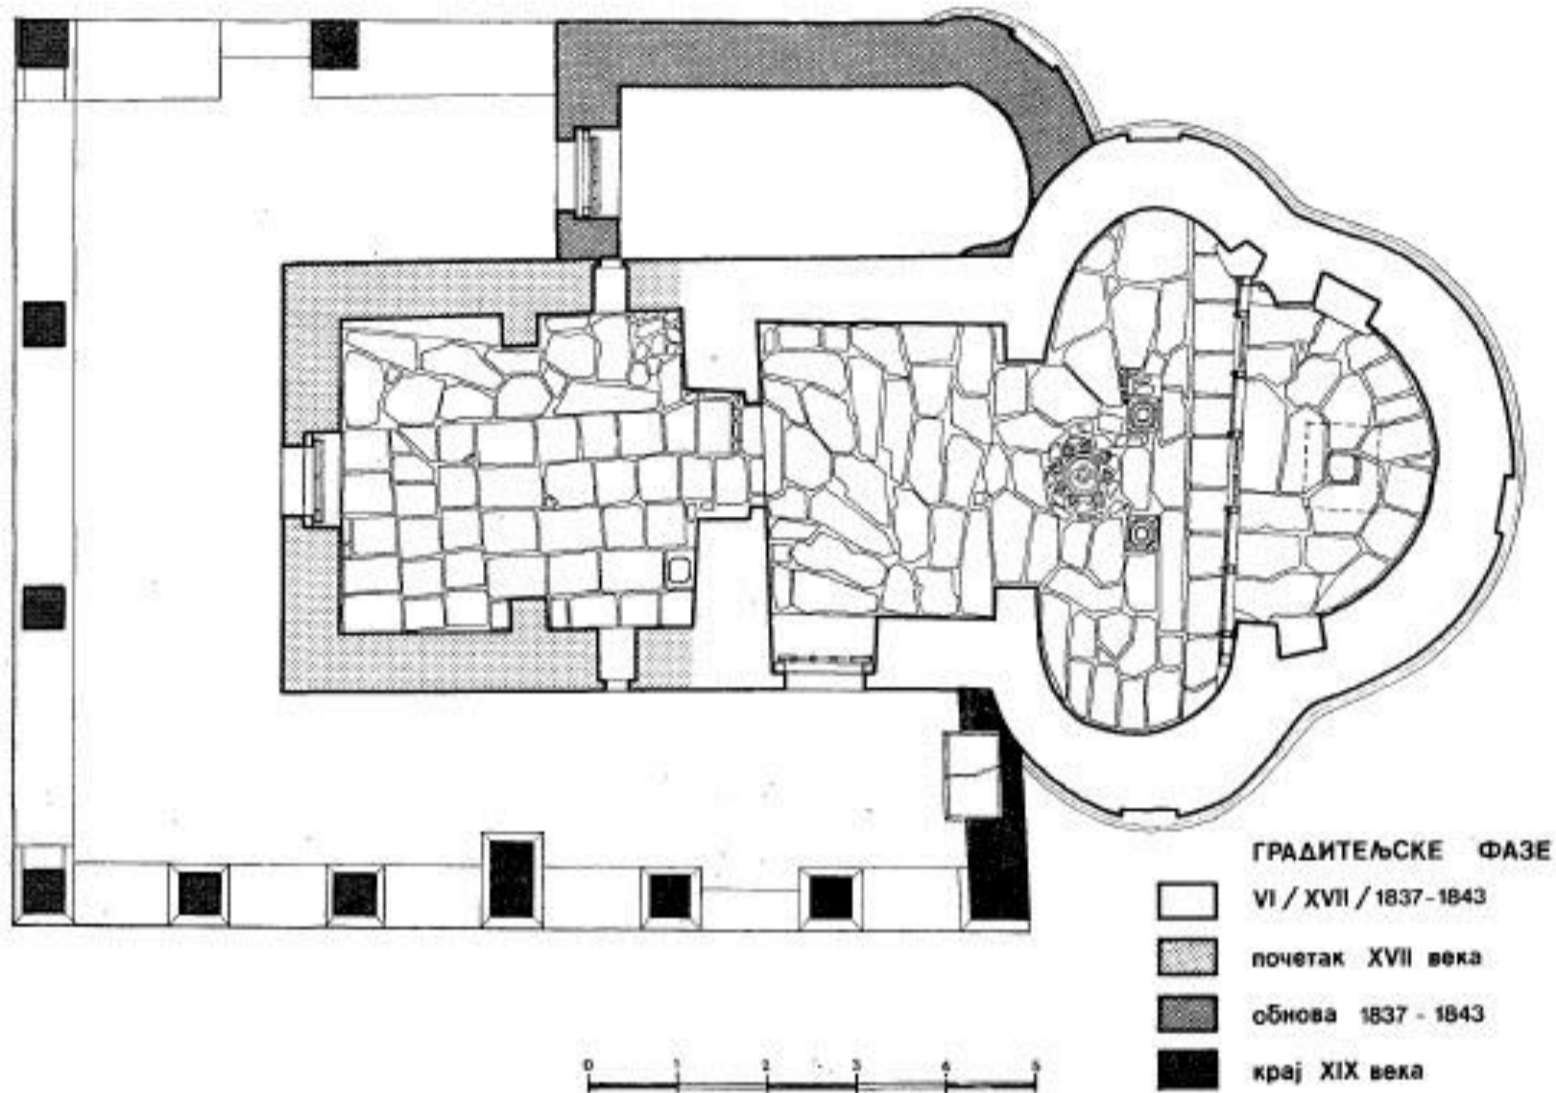 ГРАДИТЕЉСКЕ ФАЗЕ
VI / XVII / 1837-1843
почетак XVII века
обнова 1837 - 1843
крај XIX века
0 1 2 3 4 5